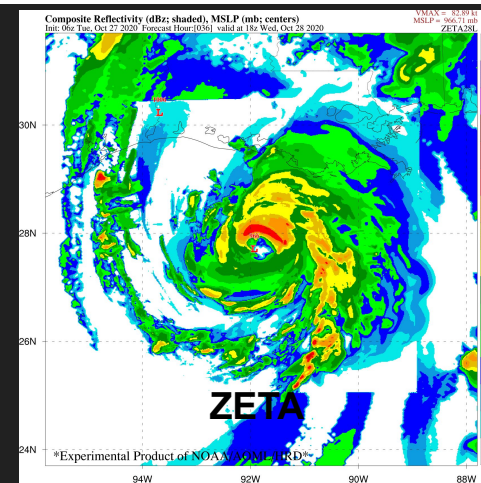 Composite Reflectivity (dBz; shaded), MSLP (mb; centers)
Init: 06z Tue, Oct 27 2020 Forecast Hour:[036] valid at 18z Wed, Oct 28 2020
VMAX = 82.89 kt
MSLP = 966.71 mb
ZETA28L
30N
28N
26N
24N
L
ZETA
*Experimental Product of NOAA/AOML/HRD*
94W
92W
90W
88W